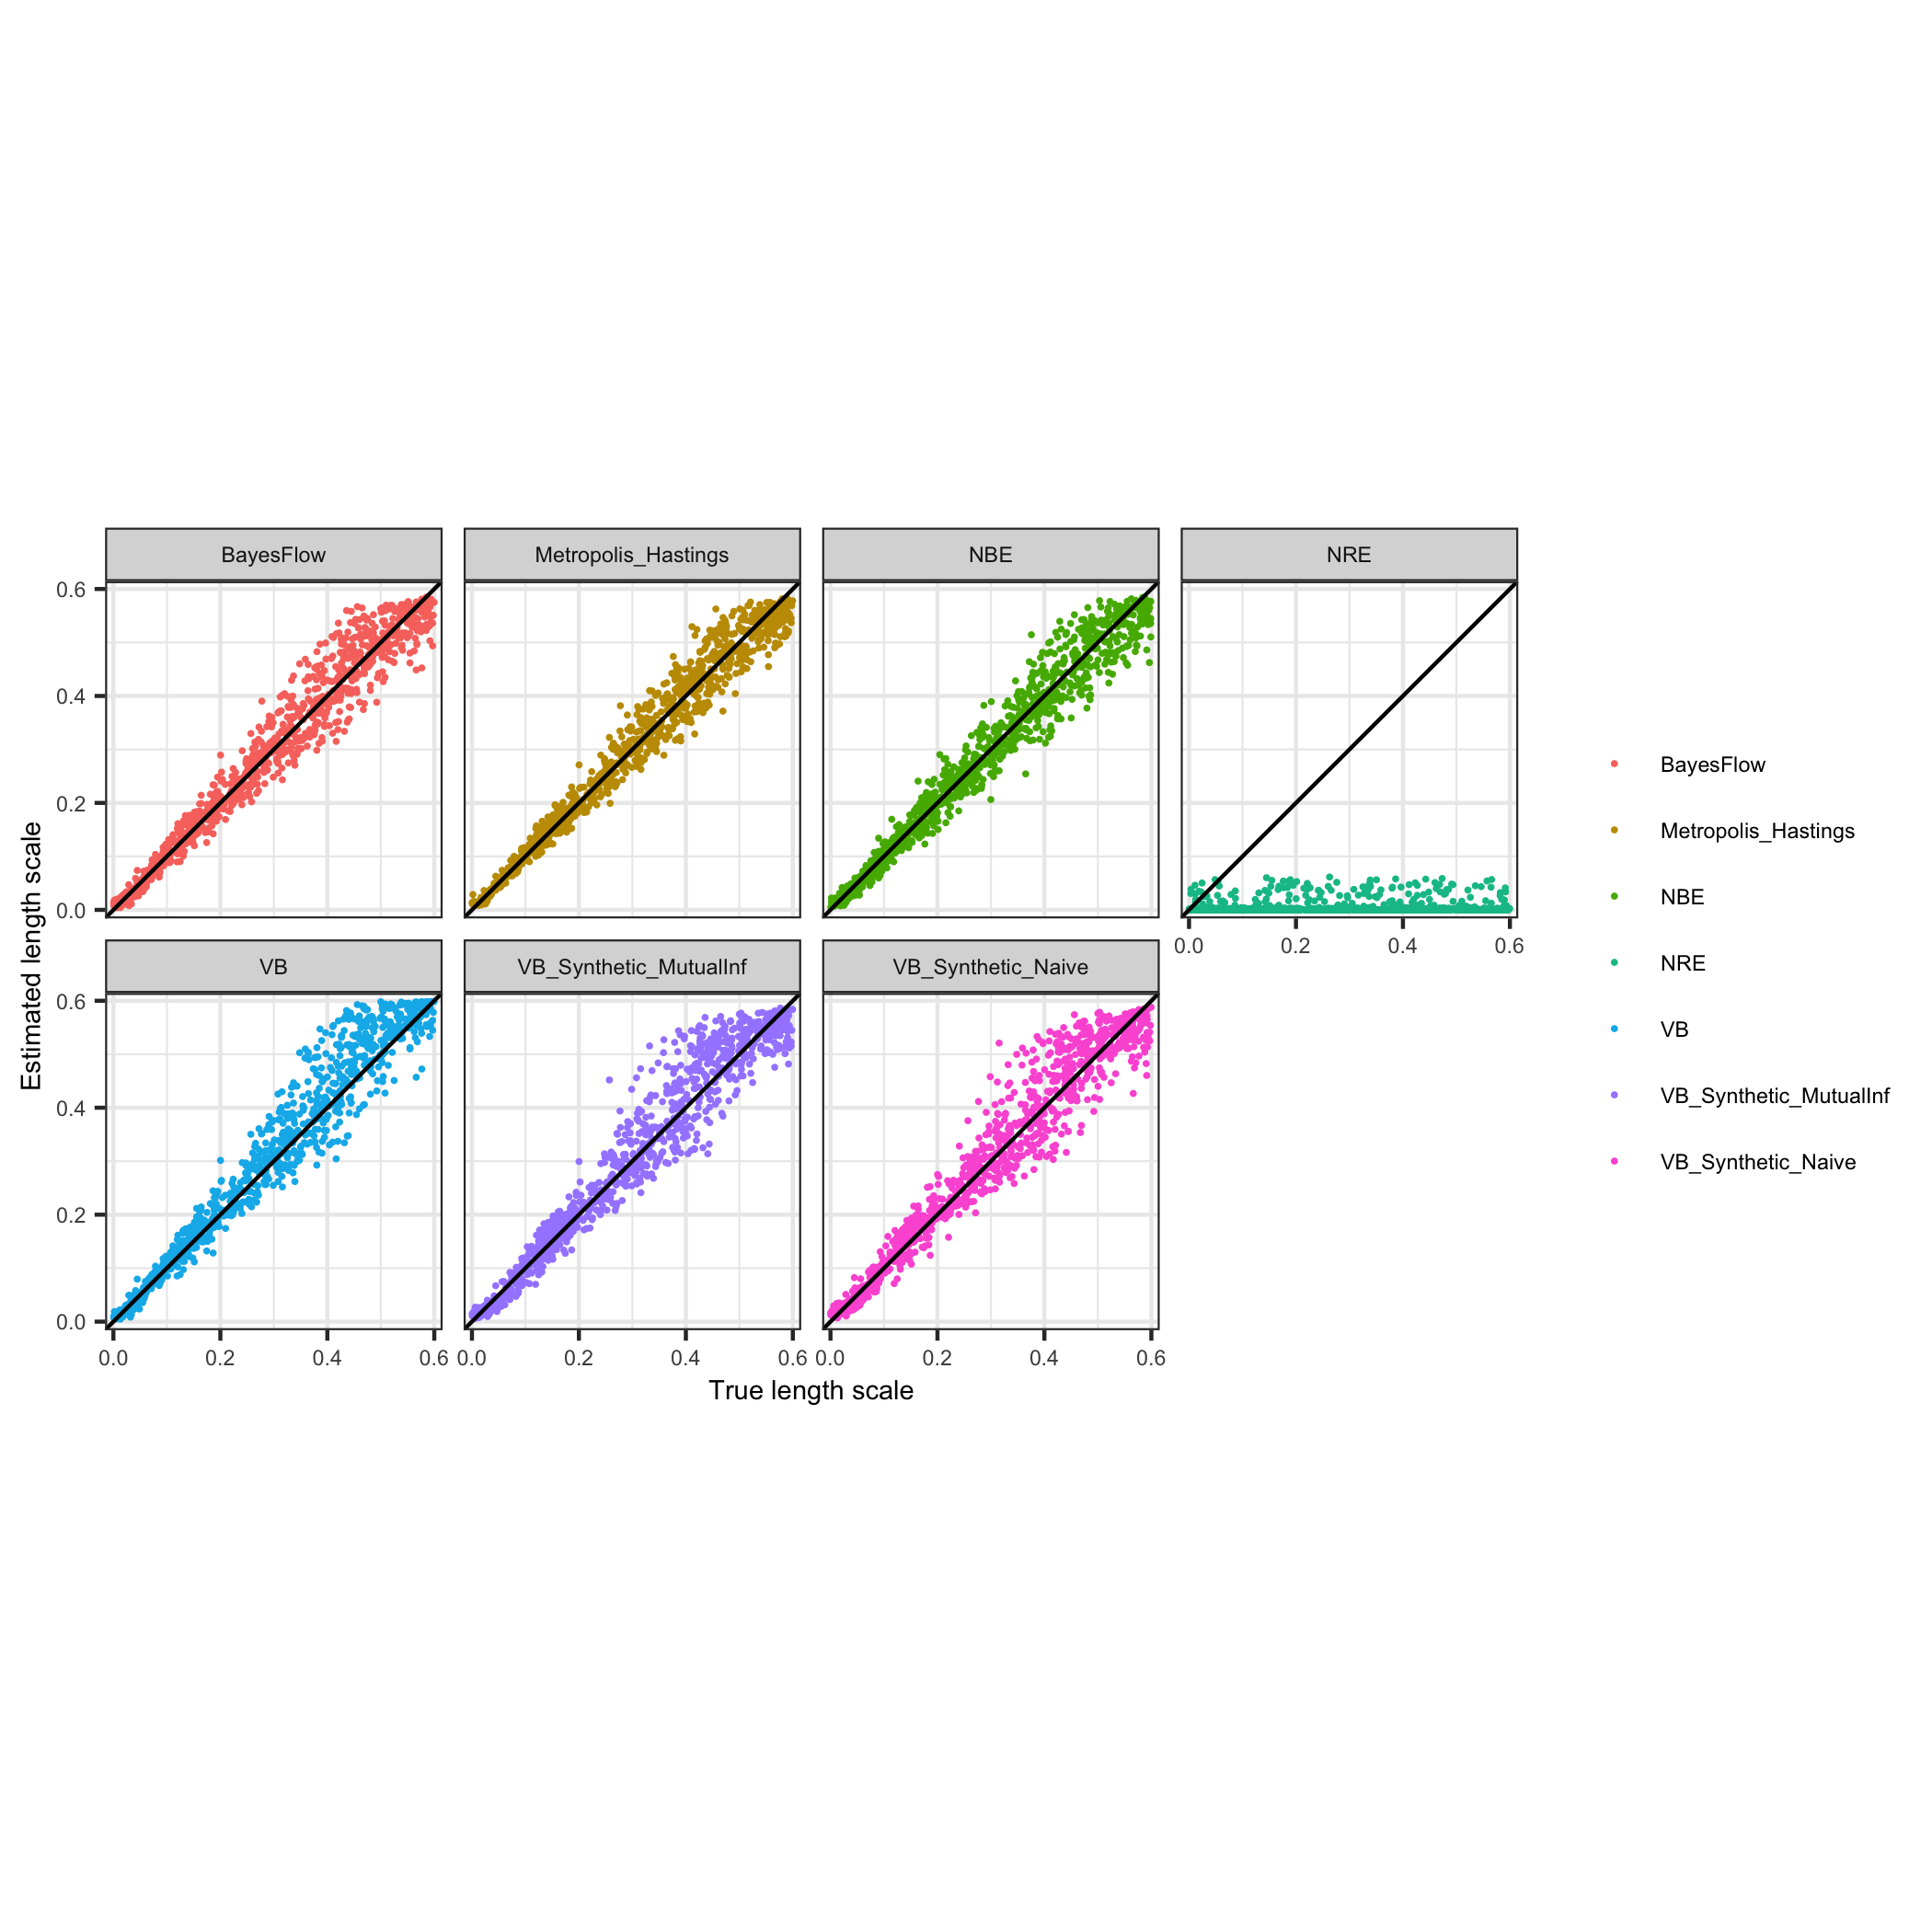 BayesFlow
Metropolis_Hastings
NBE
NRE
0.6
0.4
0.2
0.0
0.0 0.2 0.4 0.6
VB
VB_Synthetic_MutualInf
VB_Synthetic_Naive
0.6
0.4
0.2
0.0
0.0 0.2 0.4 0.6
0.0 0.2 0.4 0.6
0.0 0.2 0.4 0.6
True length scale
Estimated length scale
BayesFlow
Metropolis_Hastings
NBE
NRE
VB
VB_Synthetic_MutualInf
VB_Synthetic_Naive